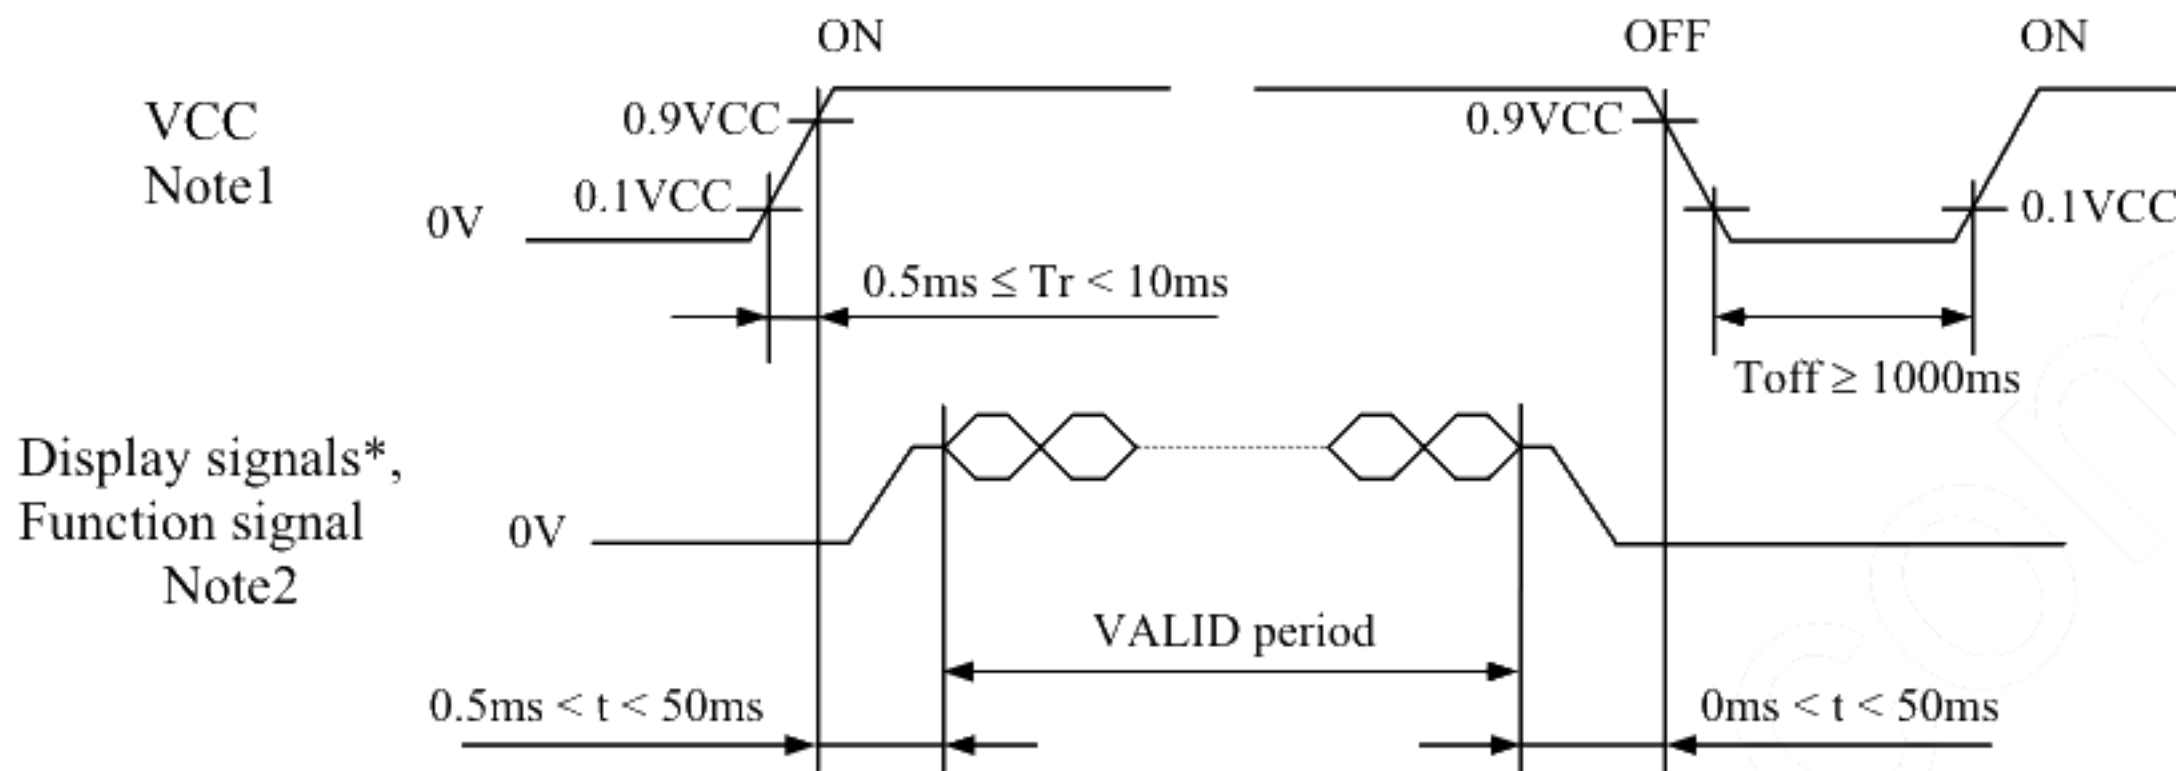 ON OFF ON
VCC 0.9VCC 0.9VCC
Note1 0.1VCC 0.1VCC
0V
0.5ms ≤ Tr < 10ms
Toff ≥ 1000ms
Display signals*,
Function signal 0V
Note2
VALID period
0.5ms < t < 50ms 0ms < t < 50ms